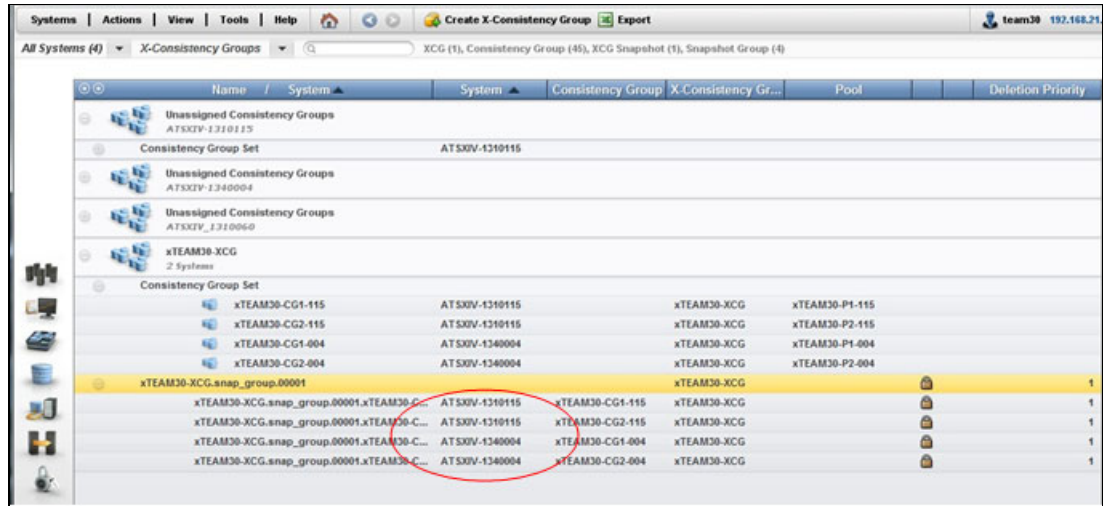 Systems | Actions | View | Tools | Help Create X-Consistency Group Export team30 192.168.21.
All Systems (4) X-Consistency Groups XCG (1), Consistency Group (45), XCG Snapshot (1), Snapshot Group (4)
Name / System System Consistency Group X-Consistency Gr... Pool Deletion Priority
Unassigned Consistency Groups
ATSXIV-1310115
Consistency Group Set ATSXIV-1310115
Unassigned Consistency Groups
ATSXIV-1340004
Unassigned Consistency Groups
ATSXIV_1310060
xTEAM30-XCG
2 Systems
Consistency Group Set
xTEAM30-CG1-115 ATSXIV-1310115 xTEAM30-XCG xTEAM30-P1-115
xTEAM30-CG2-115 ATSXIV-1310115 xTEAM30-XCG xTEAM30-P2-115
xTEAM30-CG1-004 ATSXIV-1340004 xTEAM30-XCG xTEAM30-P1-004
xTEAM30-CG2-004 ATSXIV-1340004 xTEAM30-XCG xTEAM30-P2-004
xTEAM30-XCG.snap_group.00001 xTEAM30-XCG 1
xTEAM30-XCG.snap_group.00001.xTEAM30-C... ATSXIV-1310115 xTEAM30-CG1-115 xTEAM30-XCG 1
xTEAM30-XCG.snap_group.00001.xTEAM30-C... ATSXIV-1310115 xTEAM30-CG2-115 xTEAM30-XCG 1
xTEAM30-XCG.snap_group.00001.xTEAM30-C... ATSXIV-1340004 xTEAM30-CG1-004 xTEAM30-XCG 1
xTEAM30-XCG.snap_group.00001.xTEAM30-C... ATSXIV-1340004 xTEAM30-CG2-004 xTEAM30-XCG 1